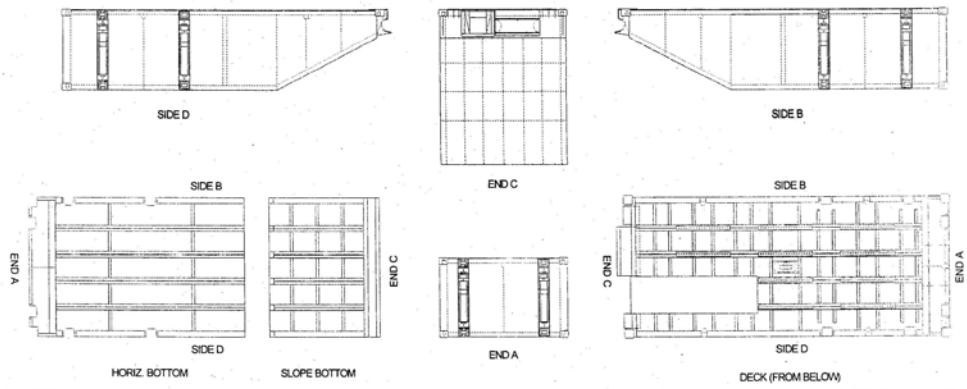 SIDE D
SIDE B
END C
SIDE B
END A
END C
SIDE D
HORIZ. BOTTOM
SLOPE BOTTOM
END A
SIDE B
END C
END A
SIDE D
DECK (FROM BELOW)